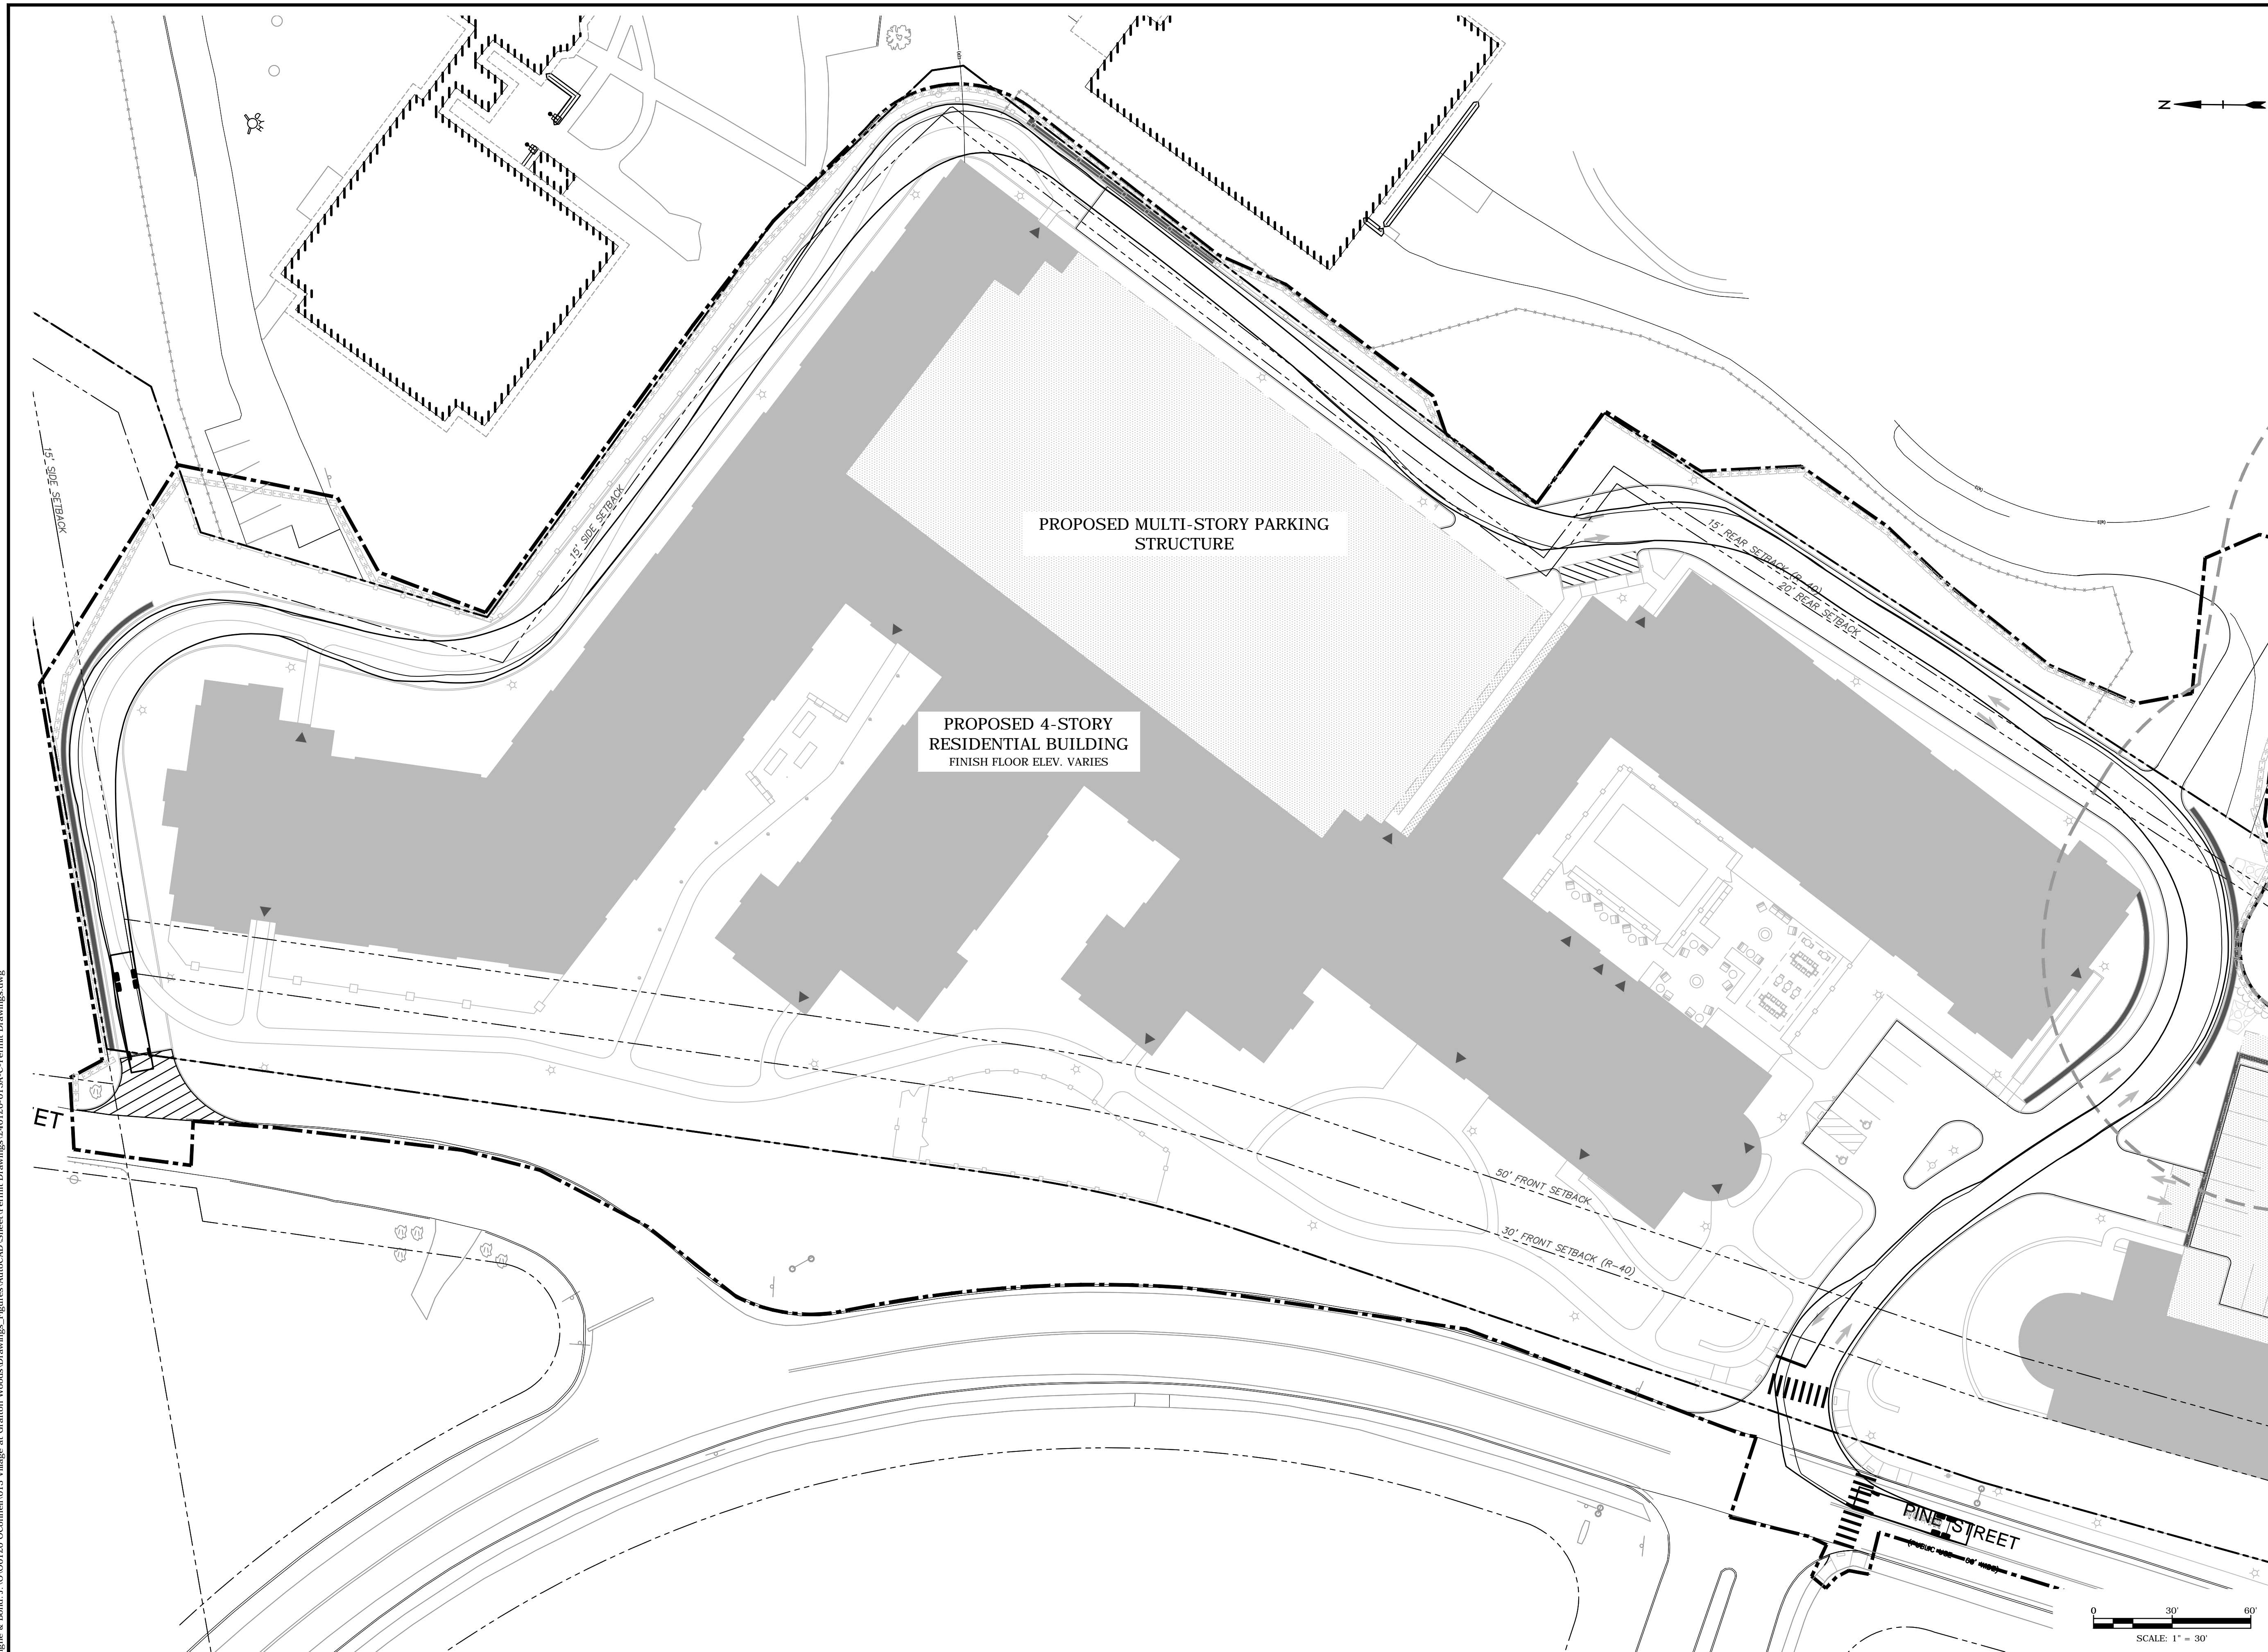 N
15' SIDE SETBACK
15' SIDE SETBACK
PROPOSED MULTI-STORY PARKING
STRUCTURE
15' REAR SETBACK (R-40)
20' REAR SETBACK
PROPOSED 4-STORY
RESIDENTIAL BUILDING
FINISH FLOOR ELEV. VARIES
ET
50' FRONT SETBACK
30' FRONT SETBACK (R-40)
PINE STREET
0 30' 60'
SCALE: 1" = 30'